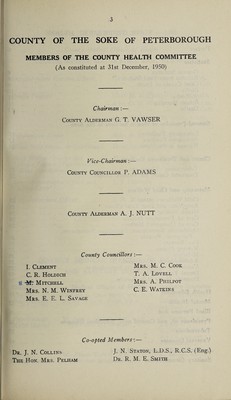 3
COUNTY OF THE SOKE OF PETERBOROUGH
MEMBERS OF THE COUNTY HEALTH COMMITTEE
(As constituted at 31st December, 1950)
Chairman :—
County Alderman G. T. VAWSER
Vice-Chairman :—
County Councillor P. ADAMS
County Alderman A. J. NUTT
County Councillors :—
I. Clement
C. R. Holdich
M. Mitchell
Mrs. N. M. Winfrey
Mrs. E. E. L. Savage
Mrs. M. C. Cook
T. A. Lovell
Mrs. A. Philpot
C. E. Watkins
Co-opted Members :—
Dr. J. N. Collins
The Hon. Mrs. Pelham
J. N. Staton, L.D.S., R.C.S. (Eng.)
Dr. R. M. E. Smith